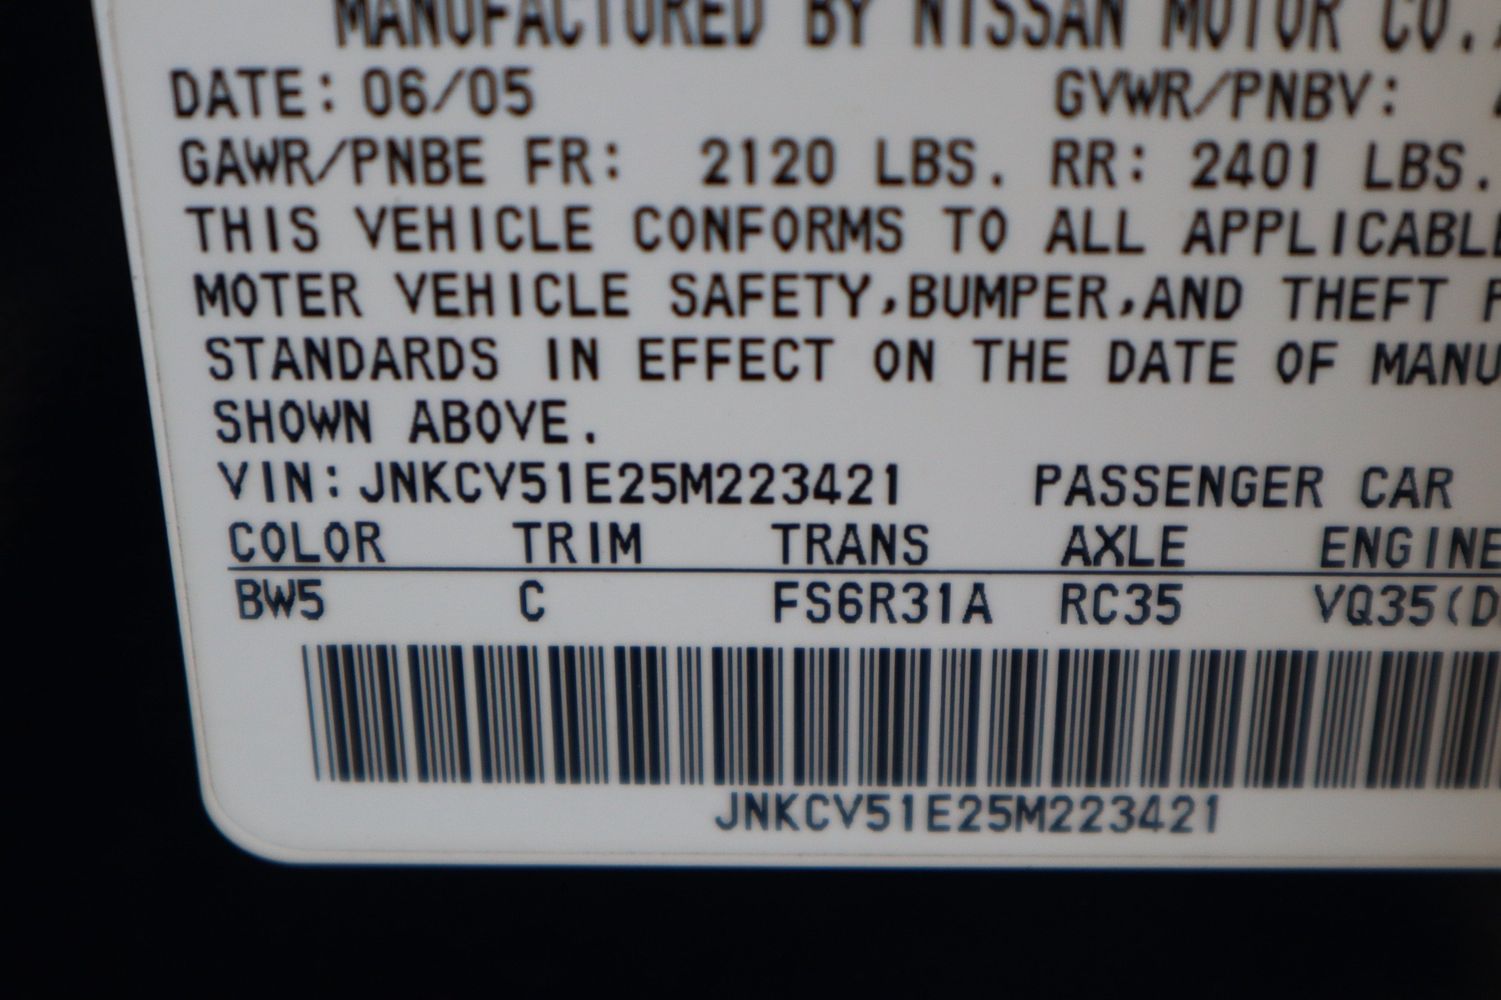 MANUFACTURED BY NISSAN MOTOR CO.,
DATE: 06/05 GVWR/PNBV:
GAWR/PNBE FR: 2120 LBS. RR: 2401 LBS.
THIS VEHICLE CONFORMS TO ALL APPLICABLE
MOTER VEHICLE SAFETY,BUMPER,AND THEFT
STANDARDS IN EFFECT ON THE DATE OF MANU
SHOWN ABOVE.
VIN: JNKCV51E25M223421 PASSENGER CAR
COLOR TRIM TRANS AXLE ENGINE
BW5 C FS6R31A RC35 VQ35(D
JNKCV51E25M223421